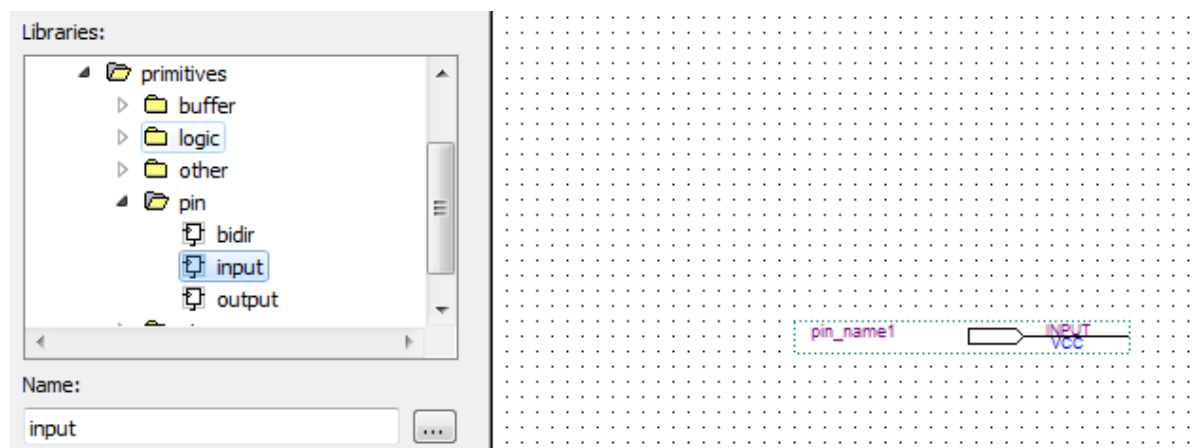 Libraries:
primitives
buffer
logic
other
pin
bidir
input
output
Name:
input
...
pin_name1
INPUT
VCC